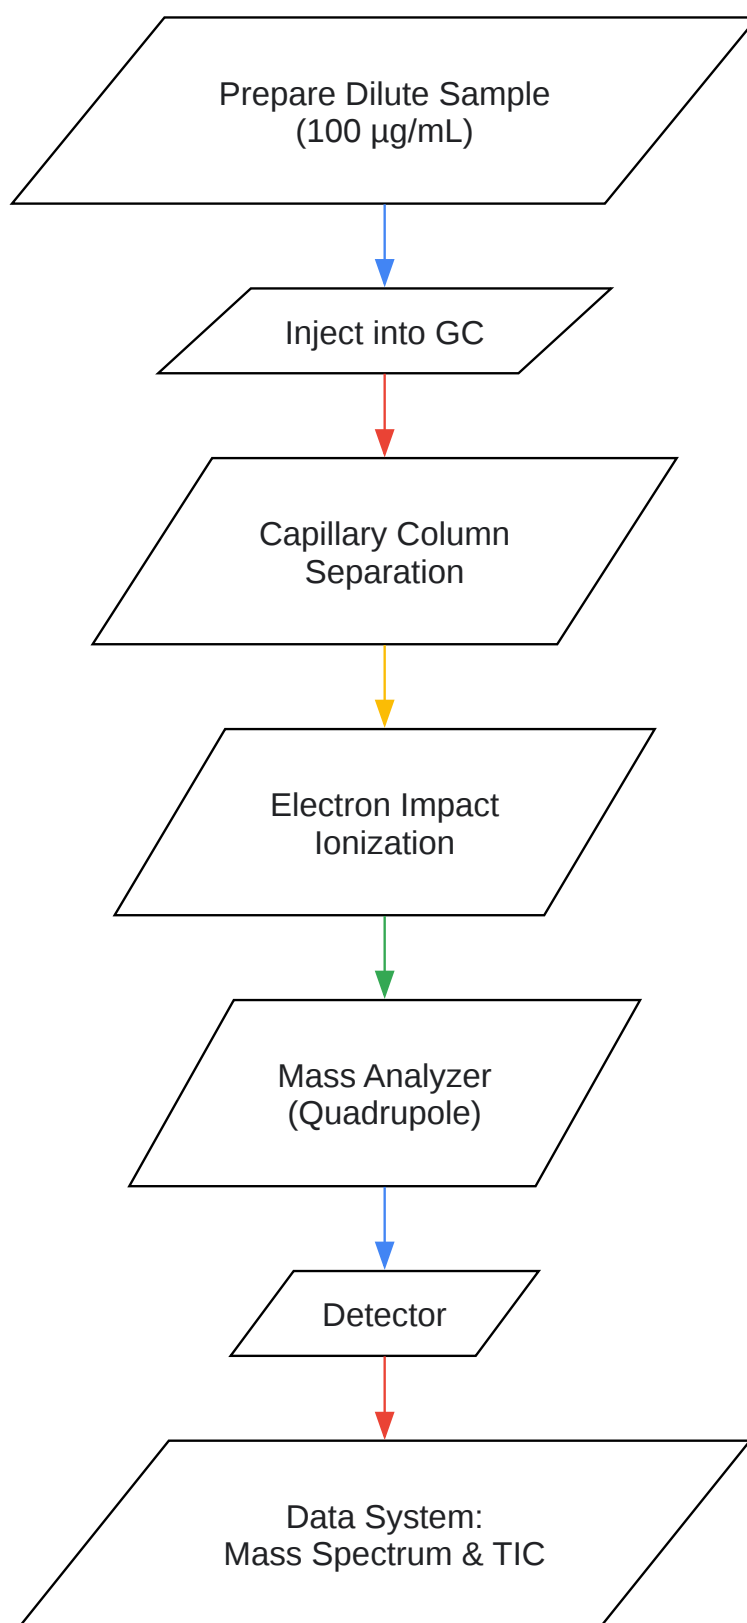 Prepare Dilute Sample
(100 µg/mL)
Inject into GC
Capillary Column
Separation
Electron Impact
Ionization
Mass Analyzer
(Quadrupole)
Detector
Data System:
Mass Spectrum & TIC